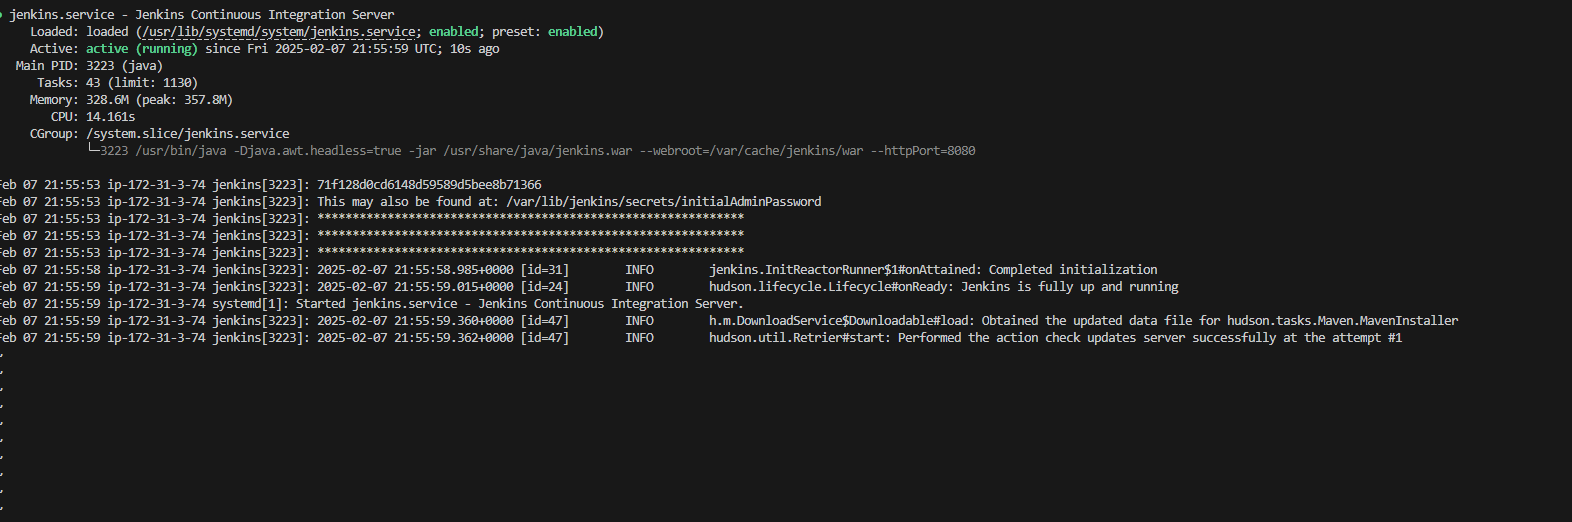 jenkins.service - Jenkins Continuous Integration Server
Loaded: loaded (/usr/lib/systemd/system/jenkins.service; enabled; preset: enabled)
Active: active (running) since Fri 2025-02-07 21:55:59 UTC; 10s ago
Main PID: 3223 (java)
Tasks: 43 (limit: 1130)
Memory: 328.6M (peak: 357.8M)
CPU: 14.161s
CGroup: /system.slice/jenkins.service
└─3223 /usr/bin/java -Djava.awt.headless=true -jar /usr/share/java/jenkins.war --webroot=/var/cache/jenkins/war --httpPort=8080
Feb 07 21:55:53 ip-172-31-3-74 jenkins[3223]: 71f128d0cd6148d59589d5bee8b71366
Feb 07 21:55:53 ip-172-31-3-74 jenkins[3223]: This may also be found at: /var/lib/jenkins/secrets/initialAdminPassword
Feb 07 21:55:53 ip-172-31-3-74 jenkins[3223]: *************************************************************
Feb 07 21:55:53 ip-172-31-3-74 jenkins[3223]: *************************************************************
Feb 07 21:55:53 ip-172-31-3-74 jenkins[3223]: *************************************************************
Feb 07 21:55:58 ip-172-31-3-74 jenkins[3223]: 2025-02-07 21:55:58.985+0000 [id=31] INFO jenkins.InitReactorRunner$1#onAttained: Completed initialization
Feb 07 21:55:59 ip-172-31-3-74 jenkins[3223]: 2025-02-07 21:55:59.015+0000 [id=24] INFO hudson.lifecycle.Lifecycle#onReady: Jenkins is fully up and running
Feb 07 21:55:59 ip-172-31-3-74 systemd[1]: Started jenkins.service - Jenkins Continuous Integration Server.
Feb 07 21:55:59 ip-172-31-3-74 jenkins[3223]: 2025-02-07 21:55:59.360+0000 [id=47] INFO h.m.DownloadService$Downloadable#load: Obtained the updated data file for hudson.tasks.Maven.MavenInstaller
Feb 07 21:55:59 ip-172-31-3-74 jenkins[3223]: 2025-02-07 21:55:59.362+0000 [id=47] INFO hudson.util.Retrier#start: Performed the action check updates server successfully at the attempt #1